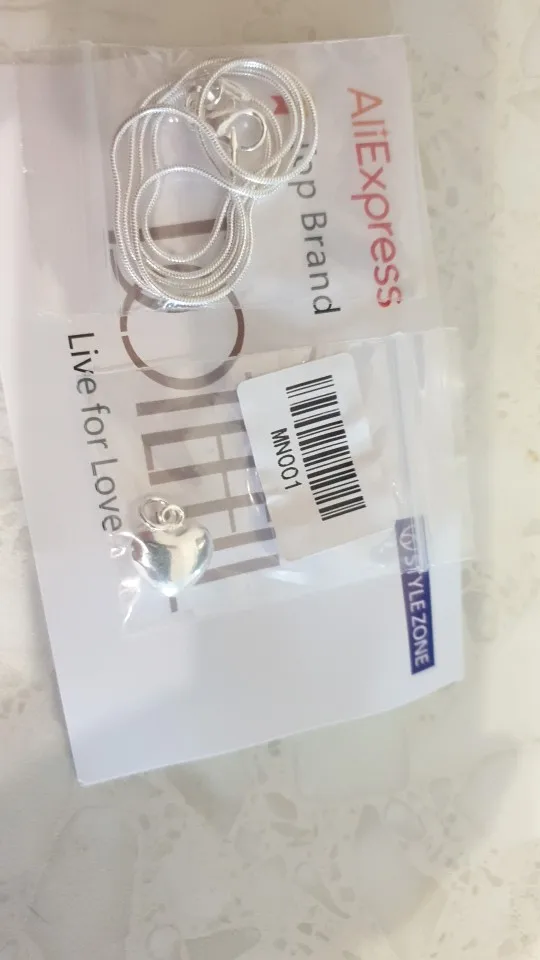 AliExpress
Top Brand
Live for Love
MN001
STYLE ZONE